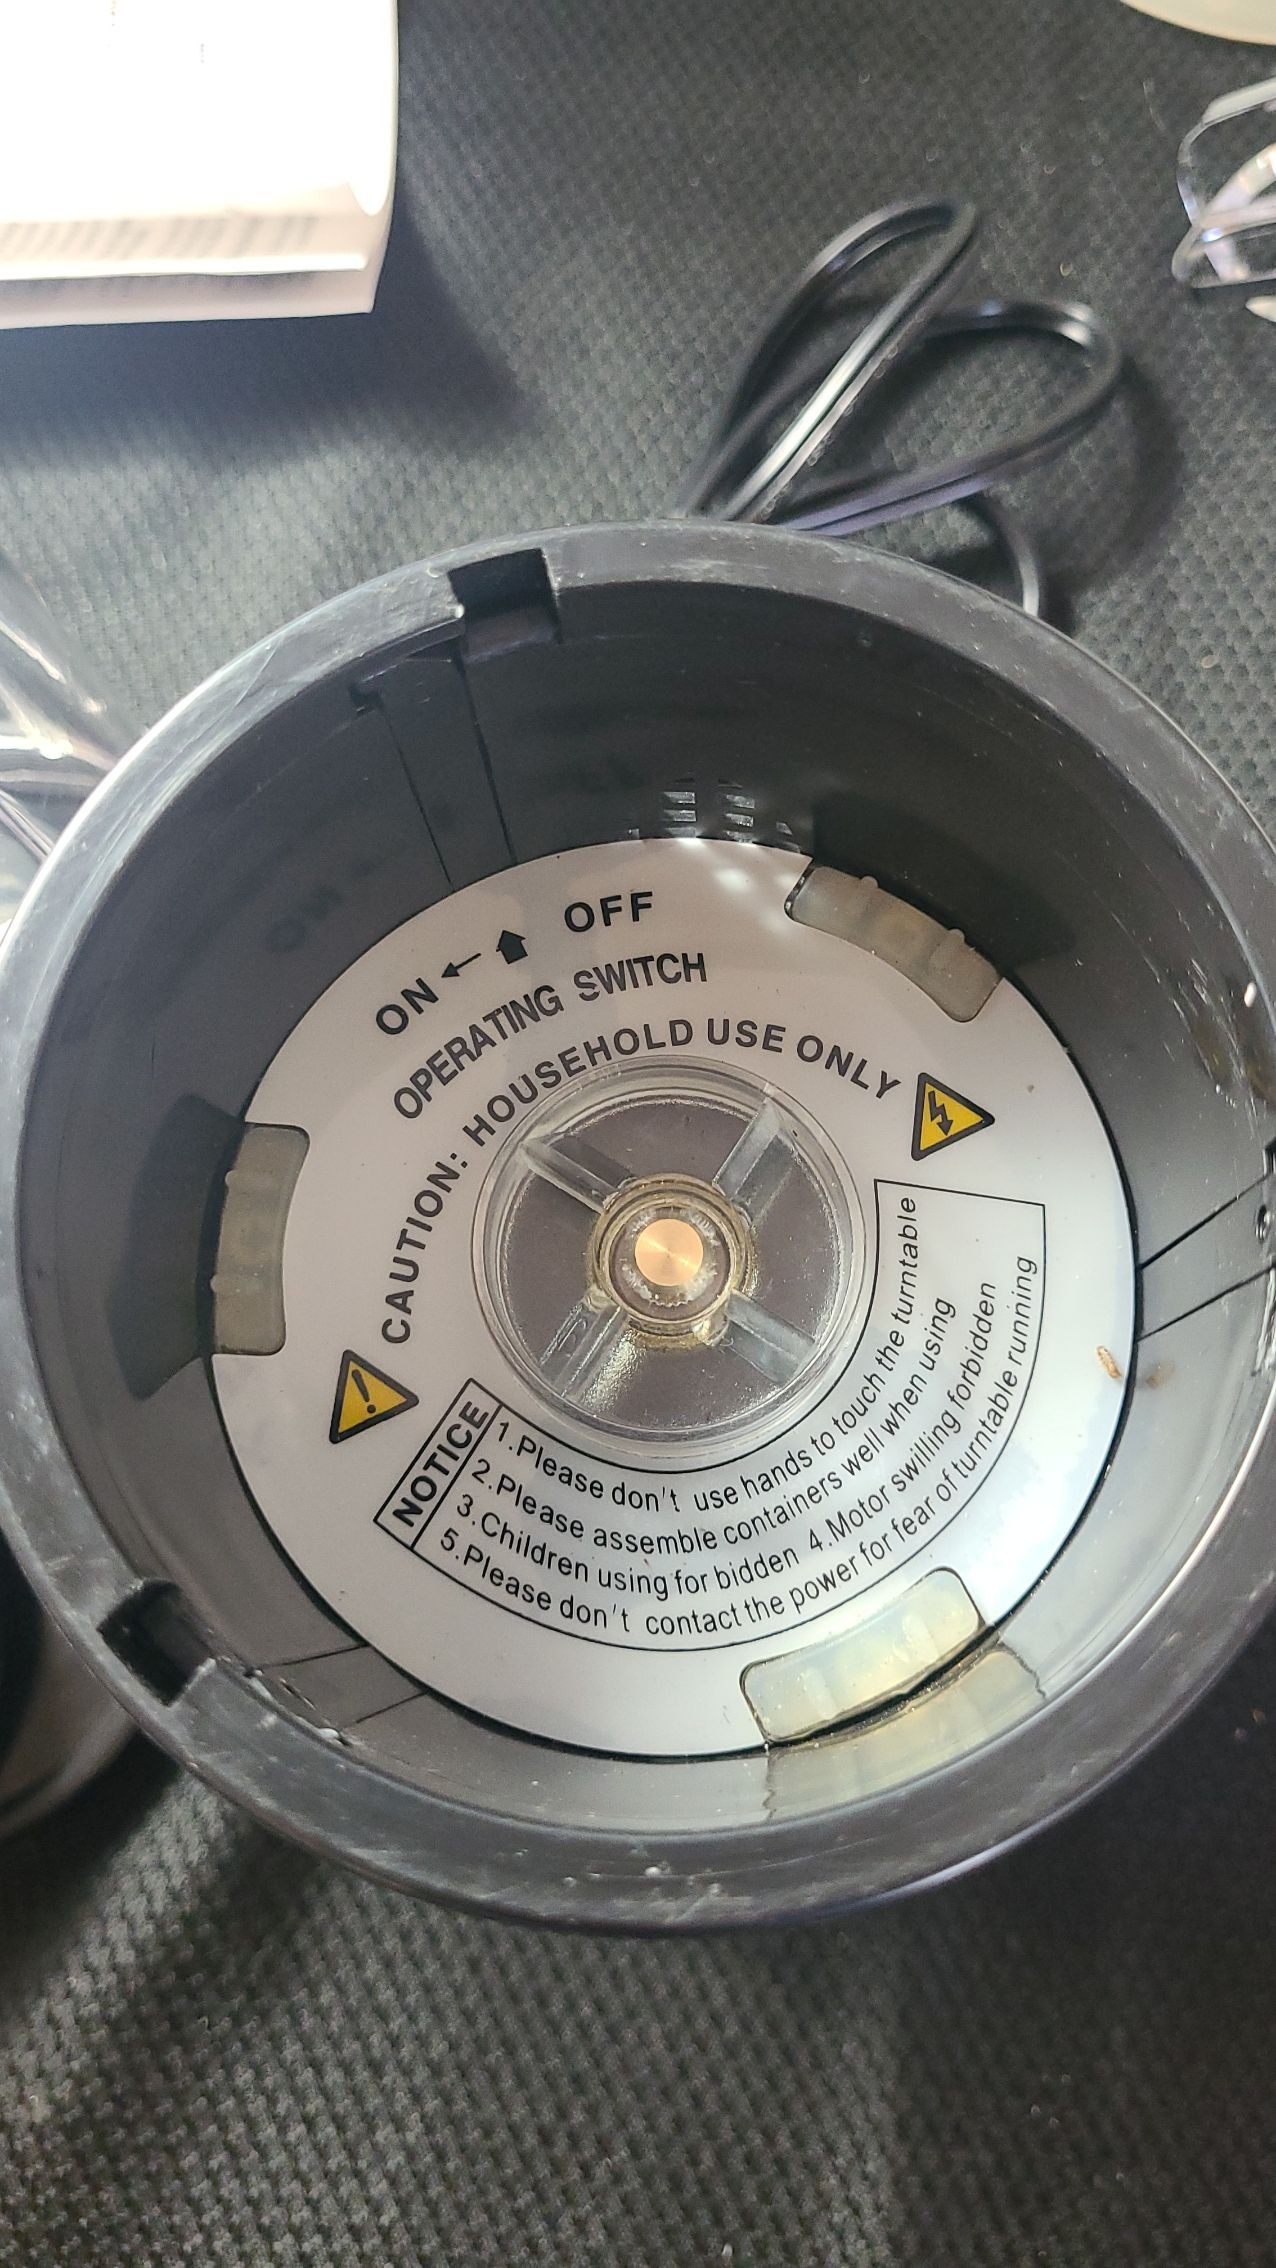 ON ← OFF
OPERATING SWITCH
CAUTION: HOUSEHOLD USE ONLY
NOTICE
1.Please don't use hands to touch the turntable
2.Please assemble containers well when using
3.Children using for bidden 4.Motor swilling forbidden
5.Please don't contact the power for fear of turntable running